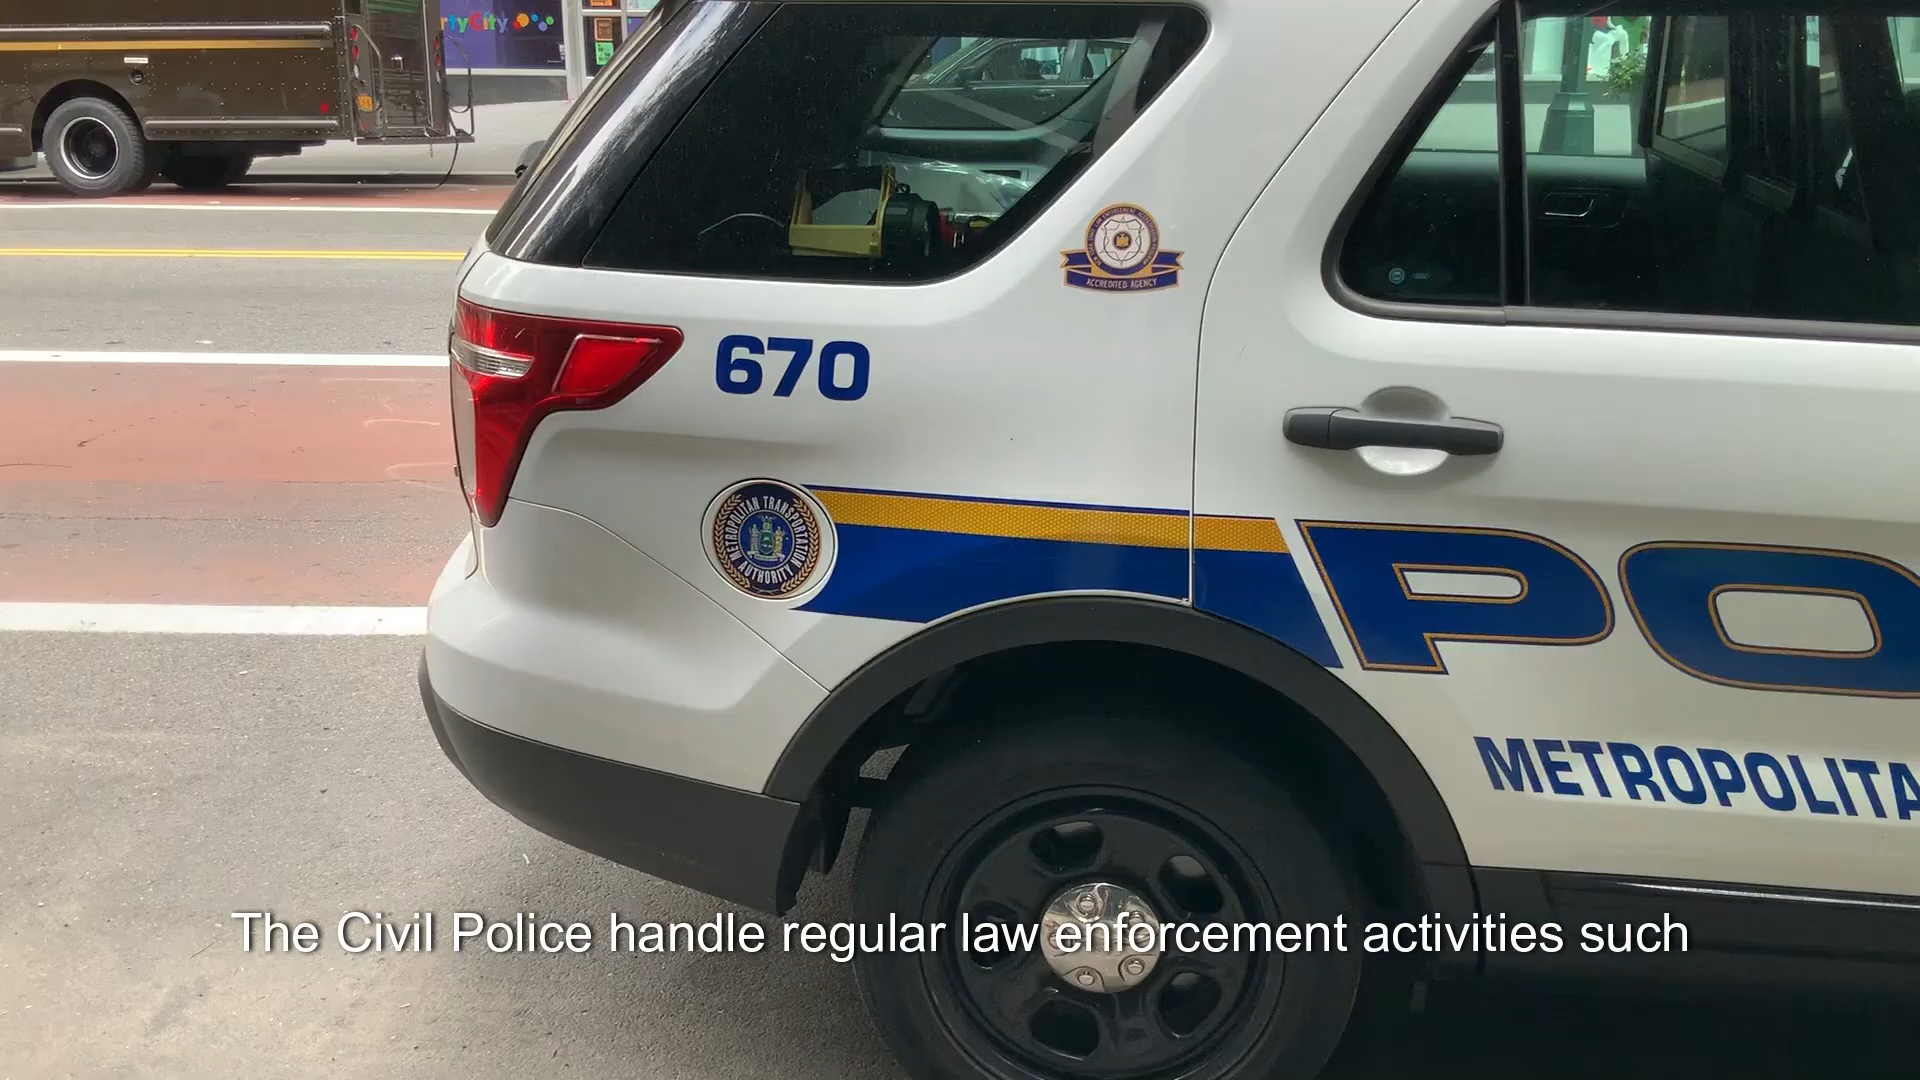 rtyCity
ACCREDITED AGENCY
670
METROPOLITAN TRANSPORTATION
AUTHORITY
PO
METROPOLITA
The Civil Police handle regular law enforcement activities such